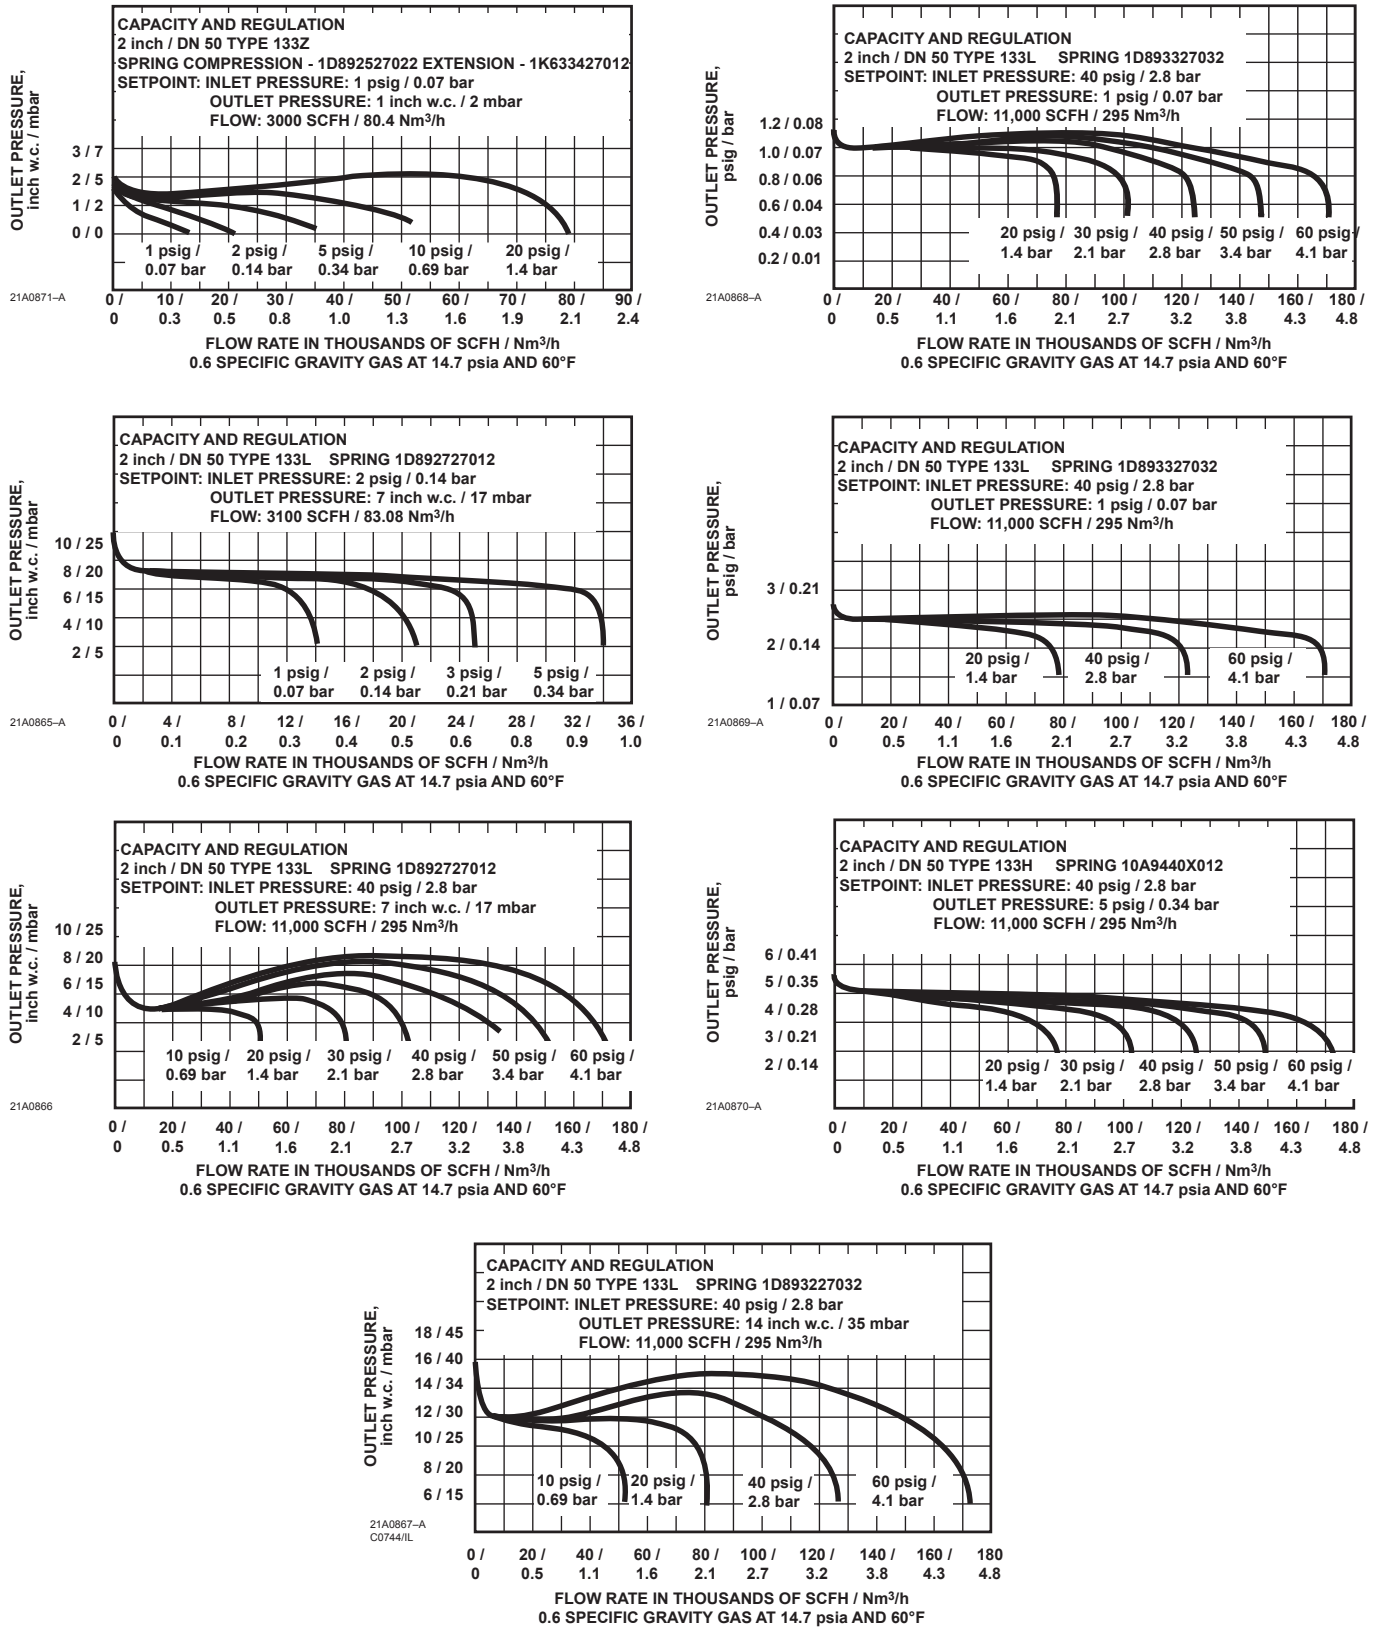 CAPACITY AND REGULATION
2 inch / DN 50 TYPE 133Z
SPRING COMPRESSION - 1D892527022 EXTENSION - 1K633427012
SETPOINT: INLET PRESSURE: 1 psig / 0.07 bar
OUTLET PRESSURE: 1 inch w.c. / 2 mbar
FLOW: 3000 SCFH / 80.4 Nm³/h
OUTLET PRESSURE,
inch w.c. / mbar
3 / 7
2 / 5
1 / 2
0 / 0
1 psig / 2 psig / 5 psig / 10 psig / 20 psig /
0.07 bar 0.14 bar 0.34 bar 0.69 bar 1.4 bar
21A0871–A
0 / 10 / 20 / 30 / 40 / 50 / 60 / 70 / 80 / 90 /
0 0.3 0.5 0.8 1.0 1.3 1.6 1.9 2.1 2.4
FLOW RATE IN THOUSANDS OF SCFH / Nm³/h
0.6 SPECIFIC GRAVITY GAS AT 14.7 psia AND 60°F
CAPACITY AND REGULATION
2 inch / DN 50 TYPE 133L SPRING 1D893327032
SETPOINT: INLET PRESSURE: 40 psig / 2.8 bar
OUTLET PRESSURE: 1 psig / 0.07 bar
FLOW: 11,000 SCFH / 295 Nm³/h
OUTLET PRESSURE,
psig / bar
1.2 / 0.08
1.0 / 0.07
0.8 / 0.06
0.6 / 0.04
0.4 / 0.03
0.2 / 0.01
20 psig / 30 psig / 40 psig / 50 psig / 60 psig /
1.4 bar 2.1 bar 2.8 bar 3.4 bar 4.1 bar
21A0868–A
0 / 20 / 40 / 60 / 80 / 100 / 120 / 140 / 160 / 180 /
0 0.5 1.1 1.6 2.1 2.7 3.2 3.8 4.3 4.8
FLOW RATE IN THOUSANDS OF SCFH / Nm³/h
0.6 SPECIFIC GRAVITY GAS AT 14.7 psia AND 60°F
CAPACITY AND REGULATION
2 inch / DN 50 TYPE 133L SPRING 1D892727012
SETPOINT: INLET PRESSURE: 2 psig / 0.14 bar
OUTLET PRESSURE: 7 inch w.c. / 17 mbar
FLOW: 3100 SCFH / 83.08 Nm³/h
OUTLET PRESSURE,
inch w.c. / mbar
10 / 25
8 / 20
6 / 15
4 / 10
2 / 5
1 psig / 2 psig / 3 psig / 5 psig /
0.07 bar 0.14 bar 0.21 bar 0.34 bar
21A0865–A
0 / 4 / 8 / 12 / 16 / 20 / 24 / 28 / 32 / 36 /
0 0.1 0.2 0.3 0.4 0.5 0.6 0.8 0.9 1.0
FLOW RATE IN THOUSANDS OF SCFH / Nm³/h
0.6 SPECIFIC GRAVITY GAS AT 14.7 psia AND 60°F
CAPACITY AND REGULATION
2 inch / DN 50 TYPE 133L SPRING 1D893327032
SETPOINT: INLET PRESSURE: 40 psig / 2.8 bar
OUTLET PRESSURE: 1 psig / 0.07 bar
FLOW: 11,000 SCFH / 295 Nm³/h
OUTLET PRESSURE,
psig / bar
3 / 0.21
2 / 0.14
1 / 0.07
20 psig / 40 psig / 60 psig /
1.4 bar 2.8 bar 4.1 bar
21A0869–A
0 / 20 / 40 / 60 / 80 / 100 / 120 / 140 / 160 / 180 /
0 0.5 1.1 1.6 2.1 2.7 3.2 3.8 4.3 4.8
FLOW RATE IN THOUSANDS OF SCFH / Nm³/h
0.6 SPECIFIC GRAVITY GAS AT 14.7 psia AND 60°F
CAPACITY AND REGULATION
2 inch / DN 50 TYPE 133L SPRING 1D892727012
SETPOINT: INLET PRESSURE: 40 psig / 2.8 bar
OUTLET PRESSURE: 7 inch w.c. / 17 mbar
FLOW: 11,000 SCFH / 295 Nm³/h
OUTLET PRESSURE,
inch w.c. / mbar
10 / 25
8 / 20
6 / 15
4 / 10
2 / 5
10 psig / 20 psig / 30 psig / 40 psig / 50 psig / 60 psig /
0.69 bar 1.4 bar 2.1 bar 2.8 bar 3.4 bar 4.1 bar
21A0866
0 / 20 / 40 / 60 / 80 / 100 / 120 / 140 / 160 / 180 /
0 0.5 1.1 1.6 2.1 2.7 3.2 3.8 4.3 4.8
FLOW RATE IN THOUSANDS OF SCFH / Nm³/h
0.6 SPECIFIC GRAVITY GAS AT 14.7 psia AND 60°F
CAPACITY AND REGULATION
2 inch / DN 50 TYPE 133H SPRING 10A9440X012
SETPOINT: INLET PRESSURE: 40 psig / 2.8 bar
OUTLET PRESSURE: 5 psig / 0.34 bar
FLOW: 11,000 SCFH / 295 Nm³/h
OUTLET PRESSURE,
psig / bar
6 / 0.41
5 / 0.35
4 / 0.28
3 / 0.21
2 / 0.14
20 psig / 30 psig / 40 psig / 50 psig / 60 psig /
1.4 bar 2.1 bar 2.8 bar 3.4 bar 4.1 bar
21A0870–A
0 / 20 / 40 / 60 / 80 / 100 / 120 / 140 / 160 / 180 /
0 0.5 1.1 1.6 2.1 2.7 3.2 3.8 4.3 4.8
FLOW RATE IN THOUSANDS OF SCFH / Nm³/h
0.6 SPECIFIC GRAVITY GAS AT 14.7 psia AND 60°F
CAPACITY AND REGULATION
2 inch / DN 50 TYPE 133L SPRING 1D893227032
SETPOINT: INLET PRESSURE: 40 psig / 2.8 bar
OUTLET PRESSURE: 14 inch w.c. / 35 mbar
FLOW: 11,000 SCFH / 295 Nm³/h
OUTLET PRESSURE,
inch w.c. / mbar
18 / 45
16 / 40
14 / 34
12 / 30
10 / 25
8 / 20
6 / 15
10 psig / 20 psig / 40 psig / 60 psig /
0.69 bar 1.4 bar 2.8 bar 4.1 bar
21A0867–A
C0744/IL
0 / 20 / 40 / 60 / 80 / 100 / 120 / 140 / 160 / 180
0 0.5 1.1 1.6 2.1 2.7 3.2 3.8 4.3 4.8
FLOW RATE IN THOUSANDS OF SCFH / Nm³/h
0.6 SPECIFIC GRAVITY GAS AT 14.7 psia AND 60°F